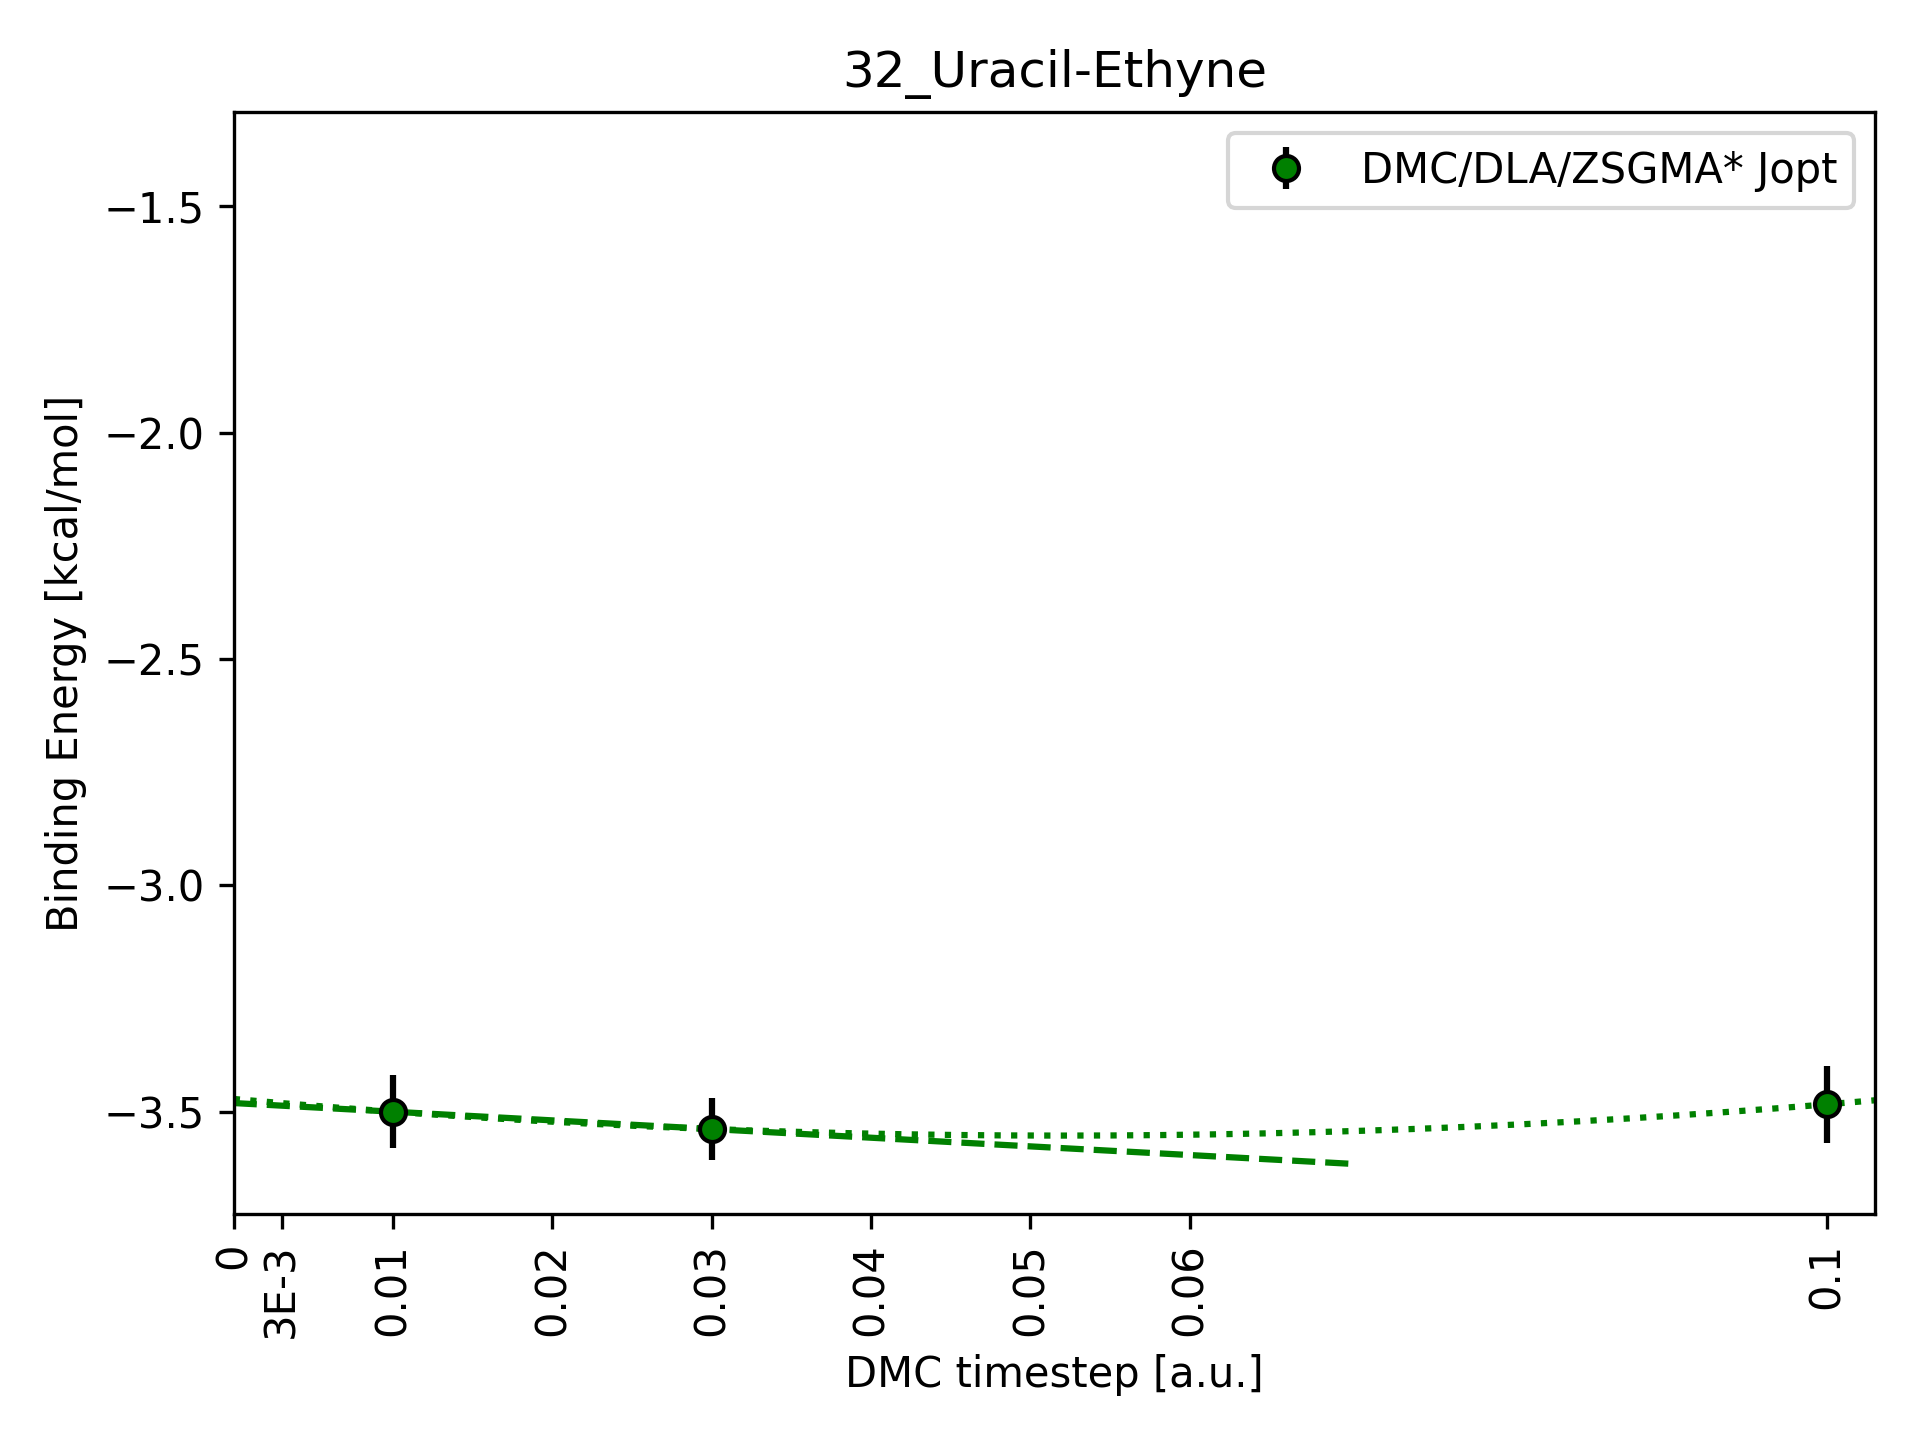 32_Uracil-Ethyne
DMC/DLA/ZSGMA* Jopt
Binding Energy [kcal/mol]
−1.5
−2.0
−2.5
−3.0
−3.5
0
3E-3
0.01
0.02
0.03
0.04
0.05
0.06
0.1
DMC timestep [a.u.]